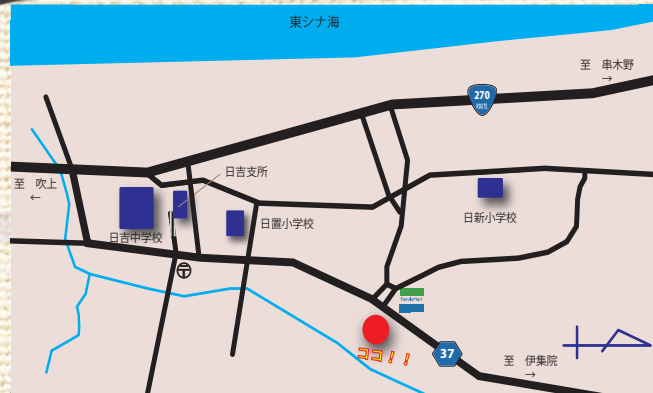 東シナ海
至 串木野
→
270
ROUTE
日吉支所
至 吹上
←
日吉中学校
日置小学校
日新小学校
〒
FamilyMart
ココ！！
37
至 伊集院
→